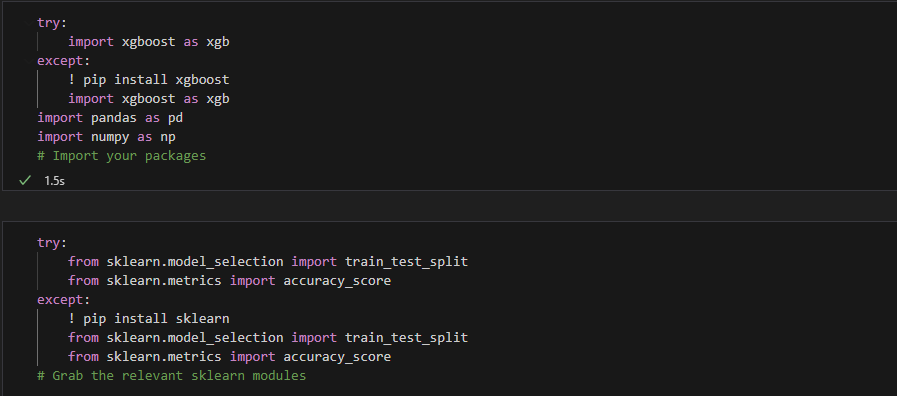 try:
    import xgboost as xgb
except:
    ! pip install xgboost
    import xgboost as xgb
import pandas as pd
import numpy as np
# Import your packages
1.5s
try:
    from sklearn.model_selection import train_test_split
    from sklearn.metrics import accuracy_score
except:
    ! pip install sklearn
    from sklearn.model_selection import train_test_split
    from sklearn.metrics import accuracy_score
# Grab the relevant sklearn modules